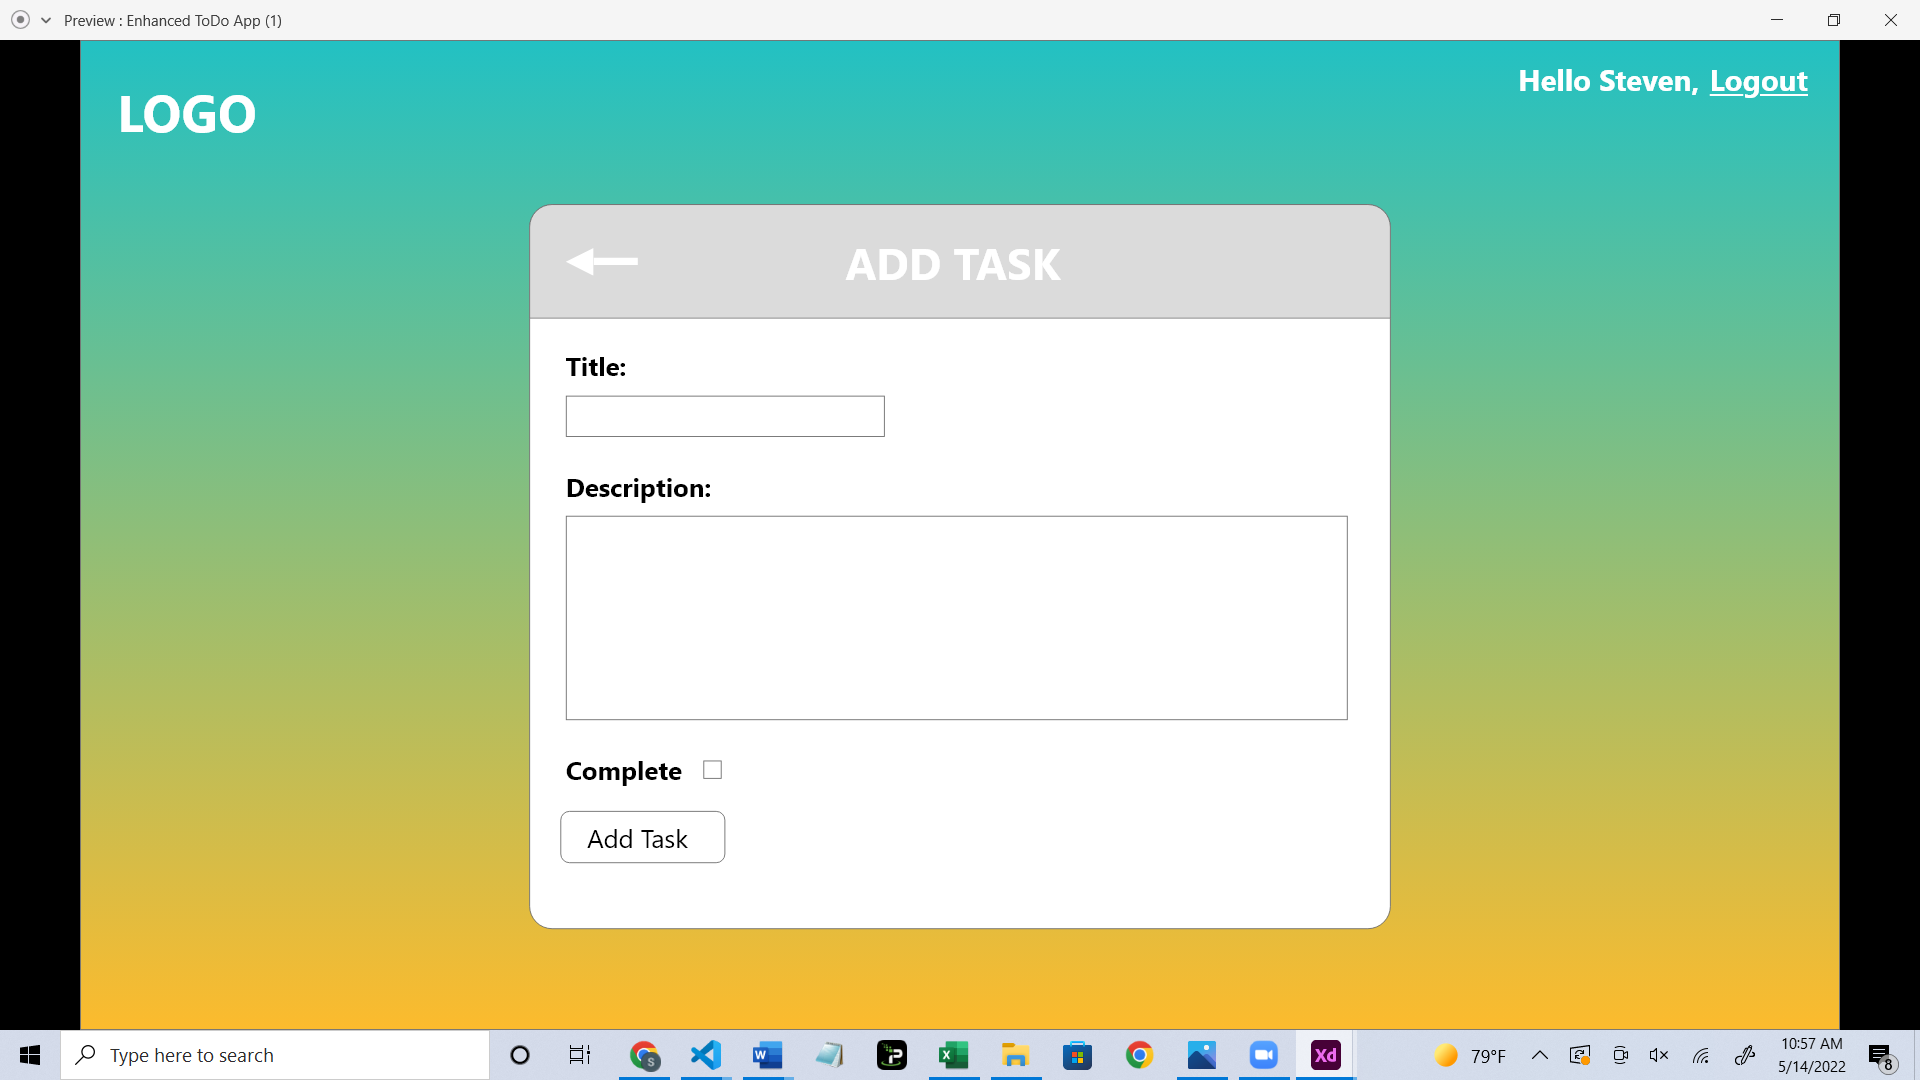 Preview : Enhanced ToDo App (1)
LOGO
Hello Steven, Logout
ADD TASK
Title:
Description:
Complete
Add Task
Type here to search
79°F
10:57 AM
5/14/2022
8
S
W
X
Xd